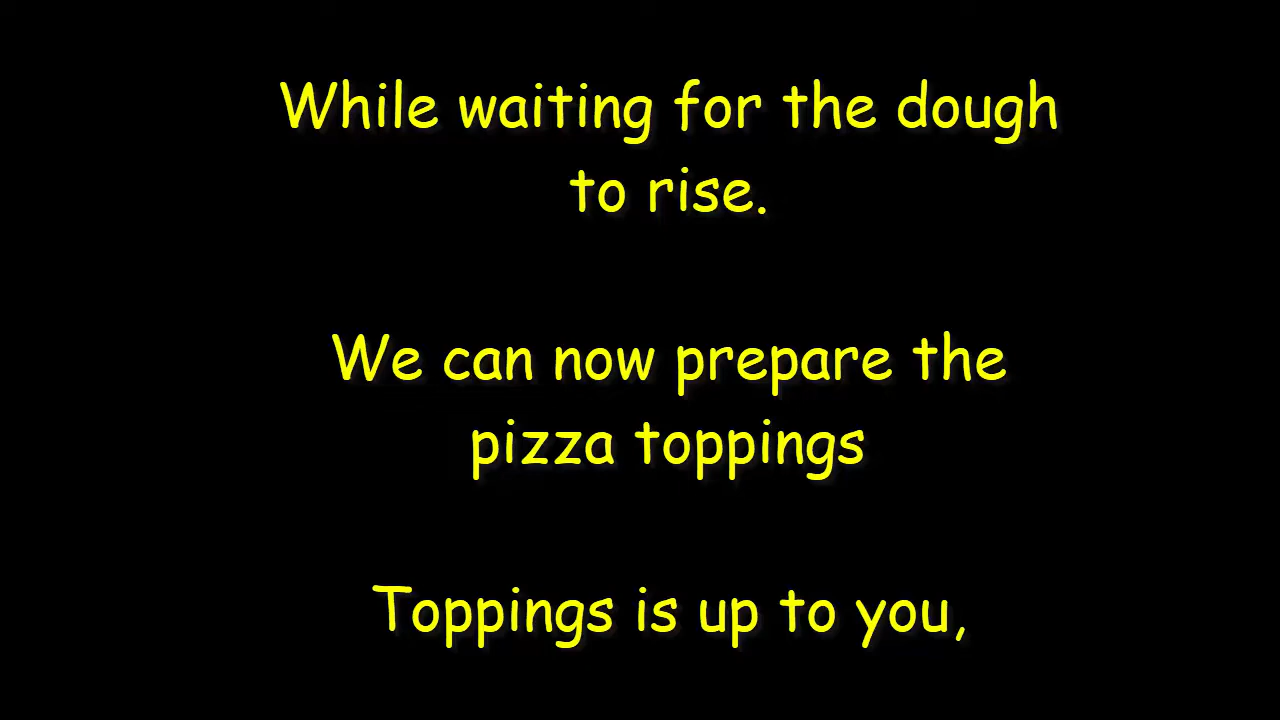 While waiting for the dough
to rise.
We can now prepare the
pizza toppings
Toppings is up to you,